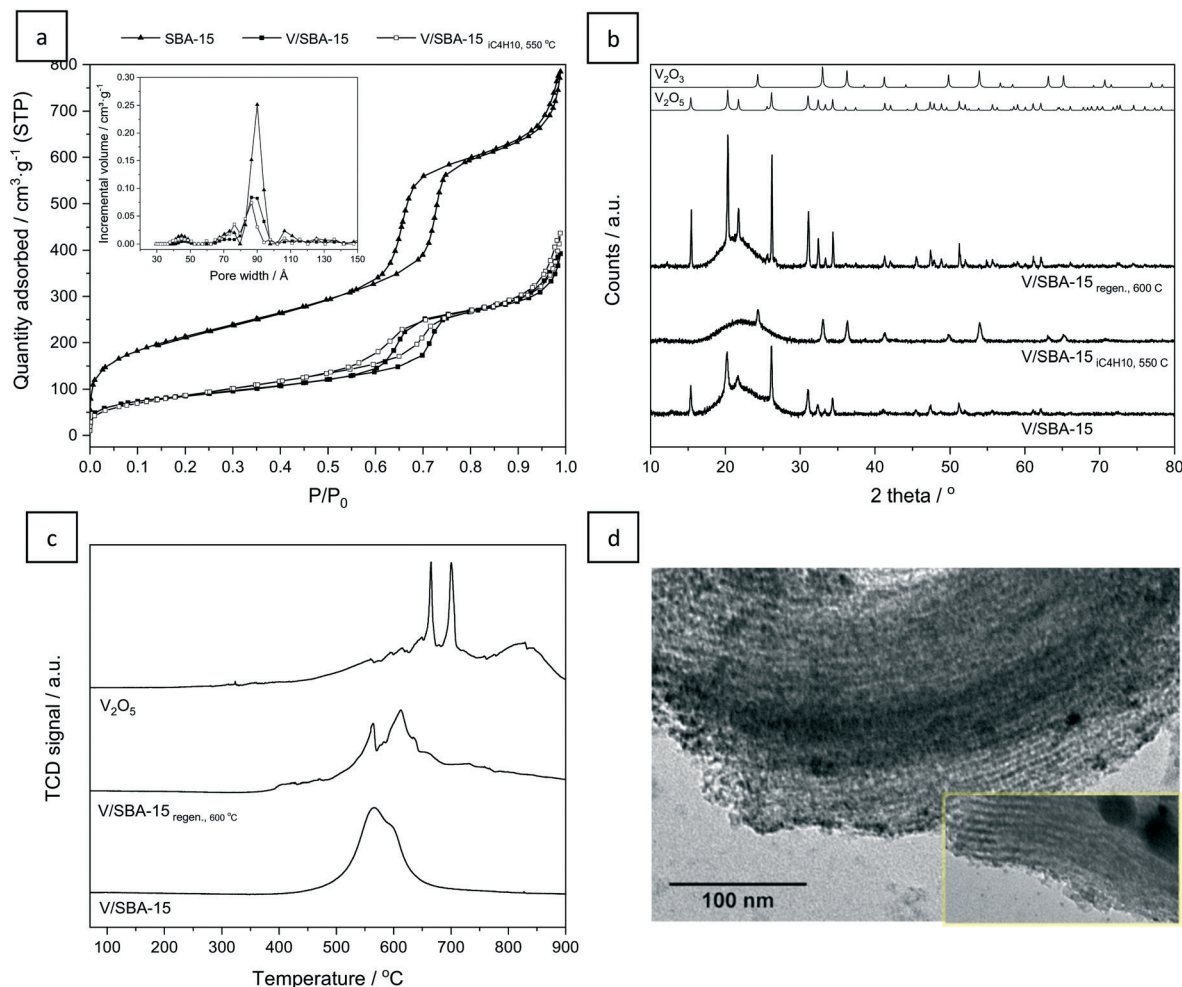 a
SBA-15 V/SBA-15 V/SBA-15 iC4H10, 550 °C
Quantity adsorbed / cm³·g⁻¹ (STP)
800
700
600
500
400
300
200
100
0
0.0 0.1 0.2 0.3 0.4 0.5 0.6 0.7 0.8 0.9 1.0
P/P₀
Incremental volume / cm³·g⁻¹
0.30
0.25
0.20
0.15
0.10
0.05
0.00
30 50 70 90 110 130 150
Pore width / Å
b
Counts / a.u.
V₂O₃
V₂O₅
V/SBA-15 regen., 600 C
V/SBA-15 iC4H10, 550 C
V/SBA-15
10 20 30 40 50 60 70 80
2 theta / °
c
TCD signal / a.u.
V₂O₅
V/SBA-15 regen., 600 °C
V/SBA-15
100 200 300 400 500 600 700 800 900
Temperature / °C
d
100 nm